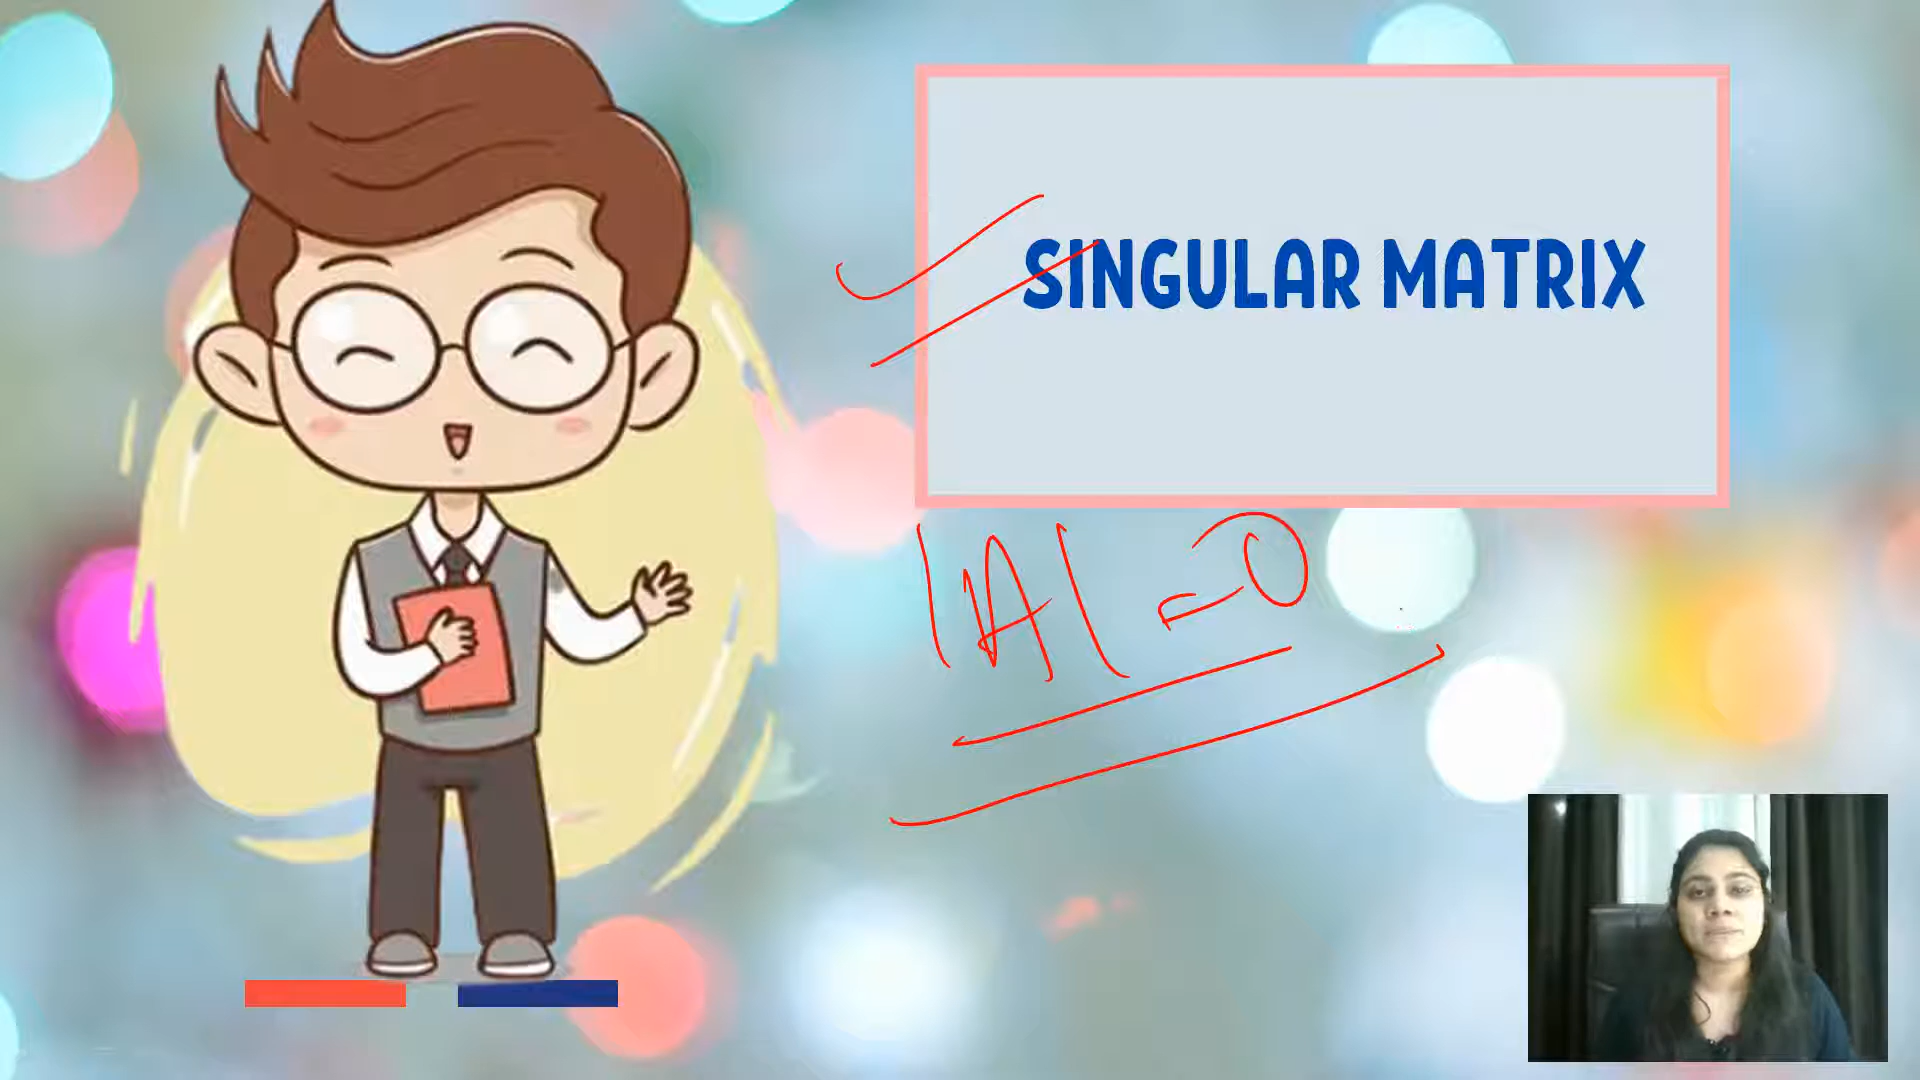 SINGULAR MATRIX
|A| = 0